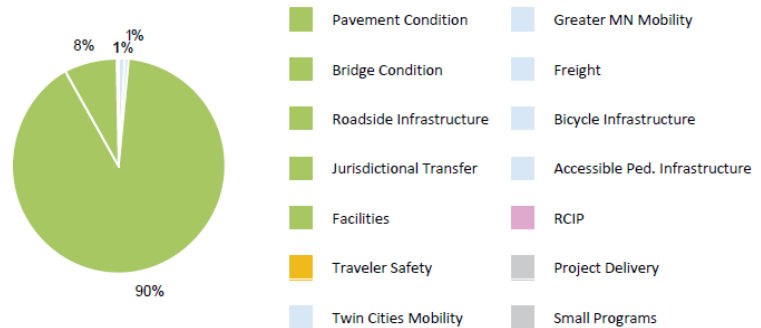 8%
1%
1%
90%
Pavement Condition
Bridge Condition
Roadside Infrastructure
Jurisdictional Transfer
Facilities
Traveler Safety
Twin Cities Mobility
Greater MN Mobility
Freight
Bicycle Infrastructure
Accessible Ped. Infrastructure
RCIP
Project Delivery
Small Programs